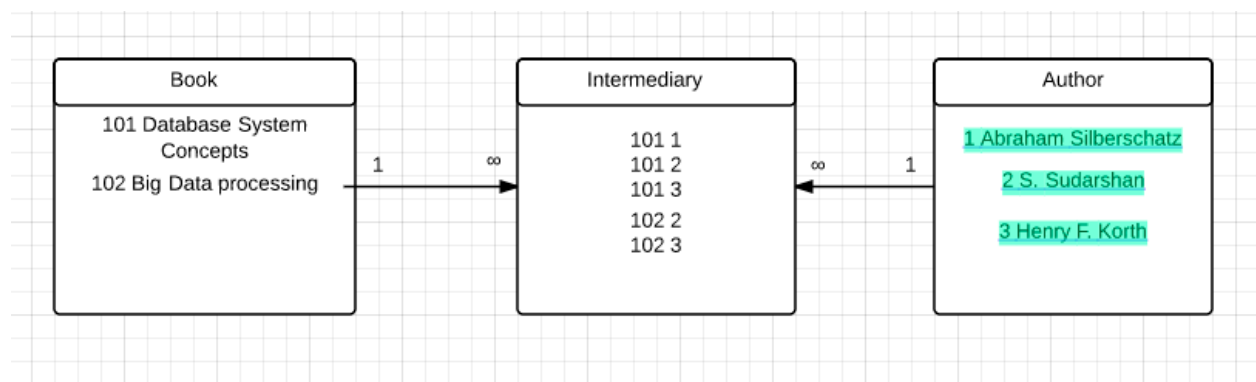 Book
101 Database System
Concepts
102 Big Data processing
1
∞
Intermediary
101 1
101 2
101 3
102 2
102 3
∞
1
Author
1 Abraham Silberschatz
2 S. Sudarshan
3 Henry F. Korth